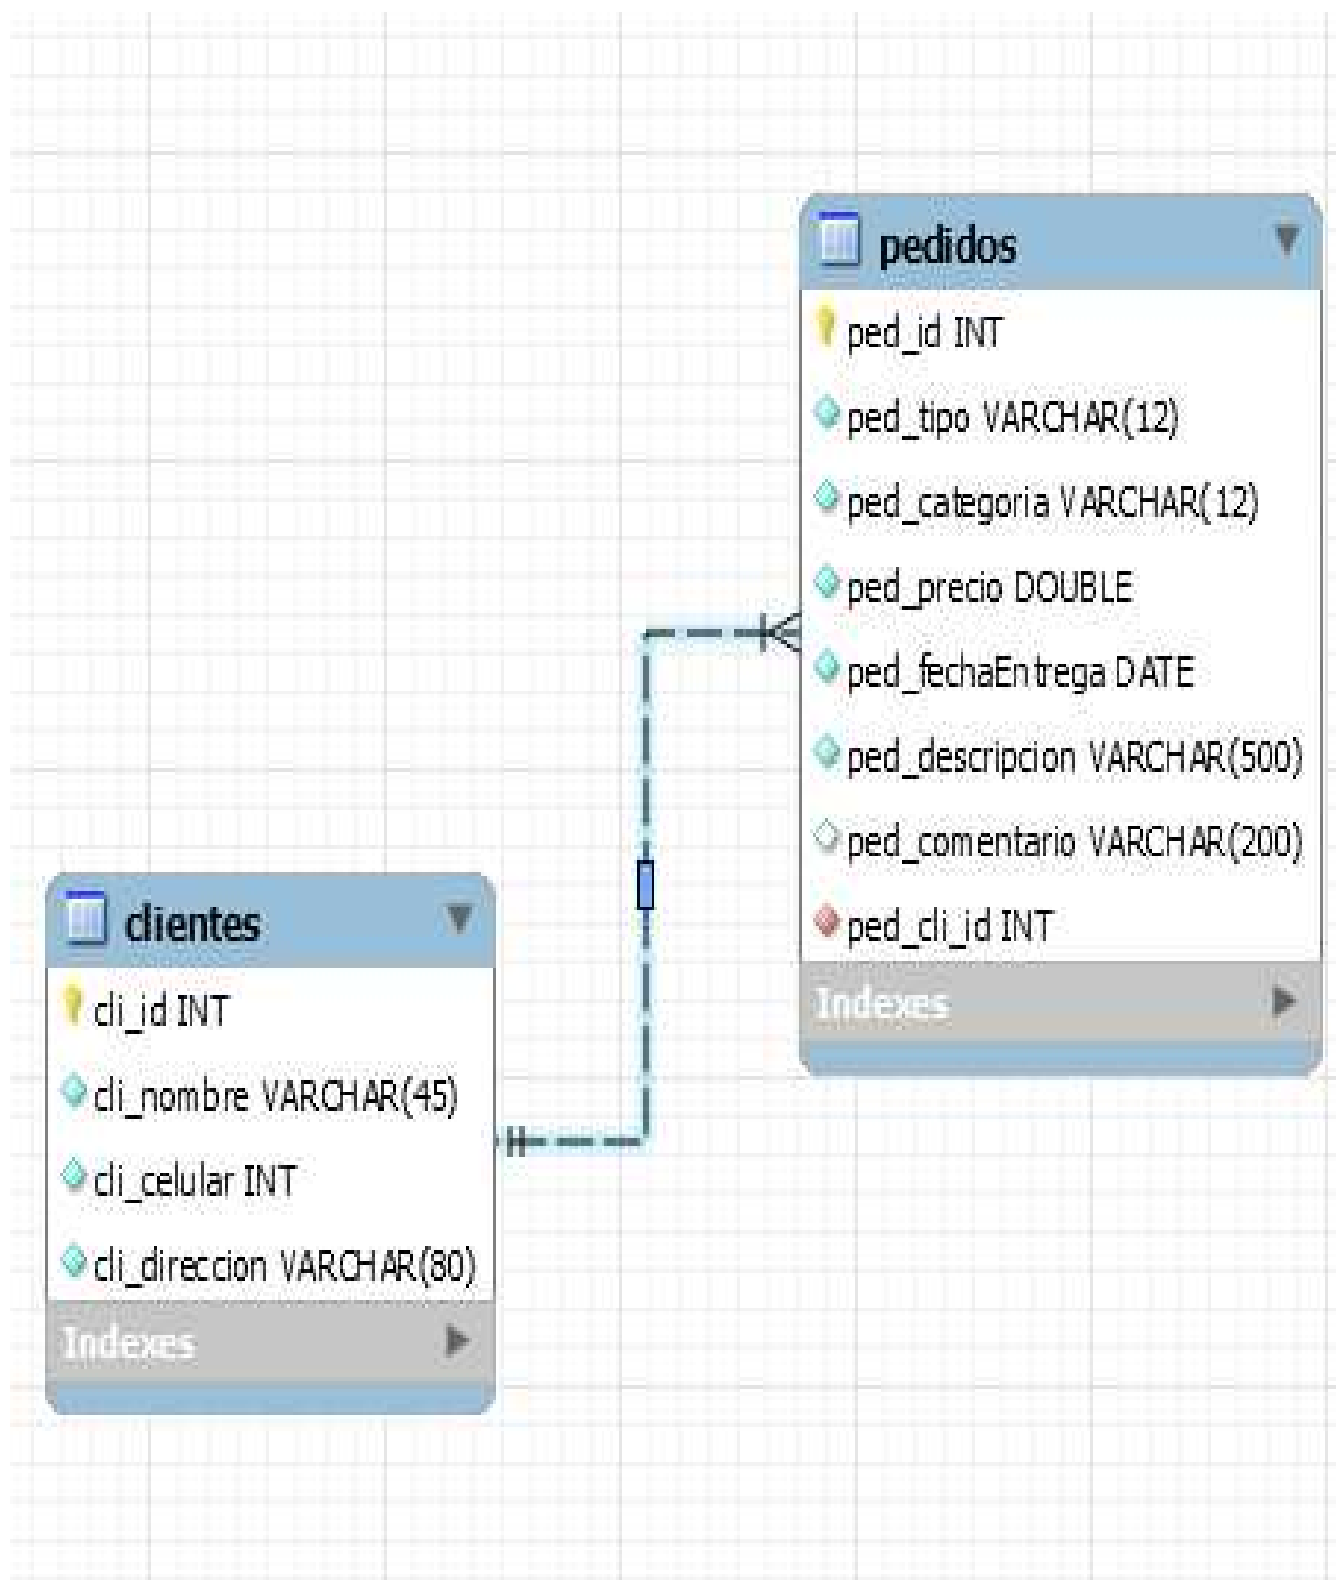 pedidos
ped_id INT
ped_tipo VARCHAR(12)
ped_categoria VARCHAR(12)
ped_precio DOUBLE
ped_fechaEntrega DATE
ped_descripcion VARCHAR(500)
ped_comentario VARCHAR(200)
ped_cli_id INT
Indexes
clientes
cli_id INT
cli_nombre VARCHAR(45)
cli_celular INT
cli_direccion VARCHAR(80)
Indexes